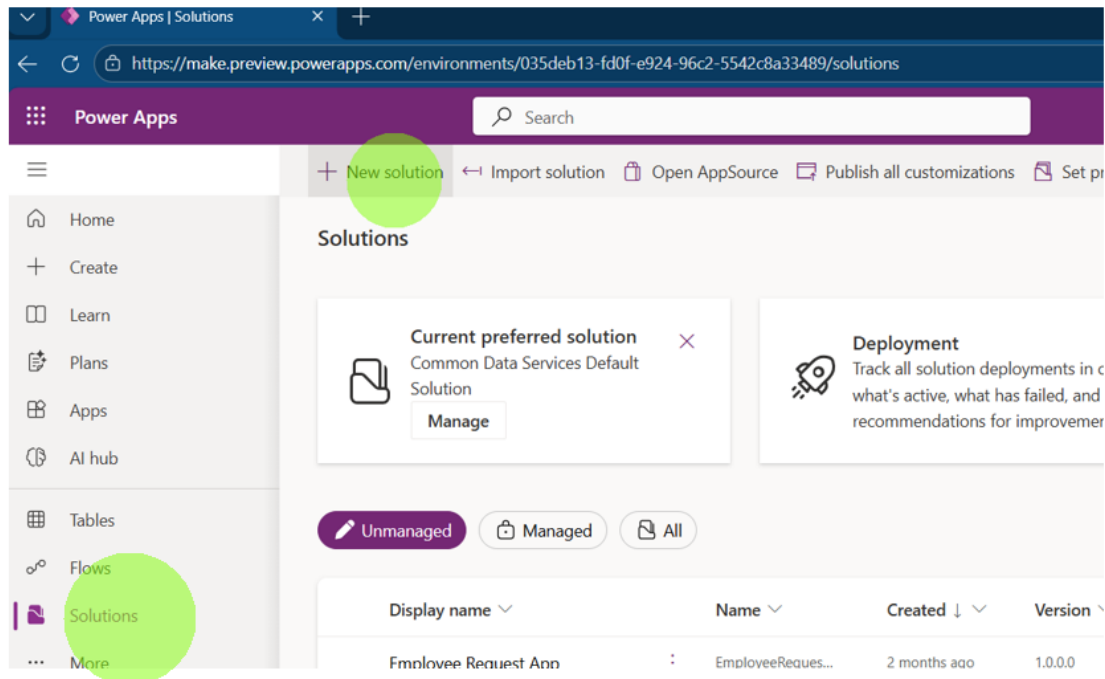 Power Apps | Solutions
https://make.preview.powerapps.com/environments/035deb13-fd0f-e924-96c2-5542c8a33489/solutions
Power Apps
Search
New solution
Import solution
Open AppSource
Publish all customizations
Set pr
Home
Create
Learn
Plans
Apps
AI hub
Tables
Flows
Solutions
More
Solutions
Current preferred solution
Common Data Services Default
Solution
Manage
Deployment
Track all solution deployments in
what's active, what has failed, and
recommendations for improvemen
Unmanaged
Managed
All
Display name
Name
Created
Version
Employee Request App
EmployeeReques...
2 months ago
1.0.0.0